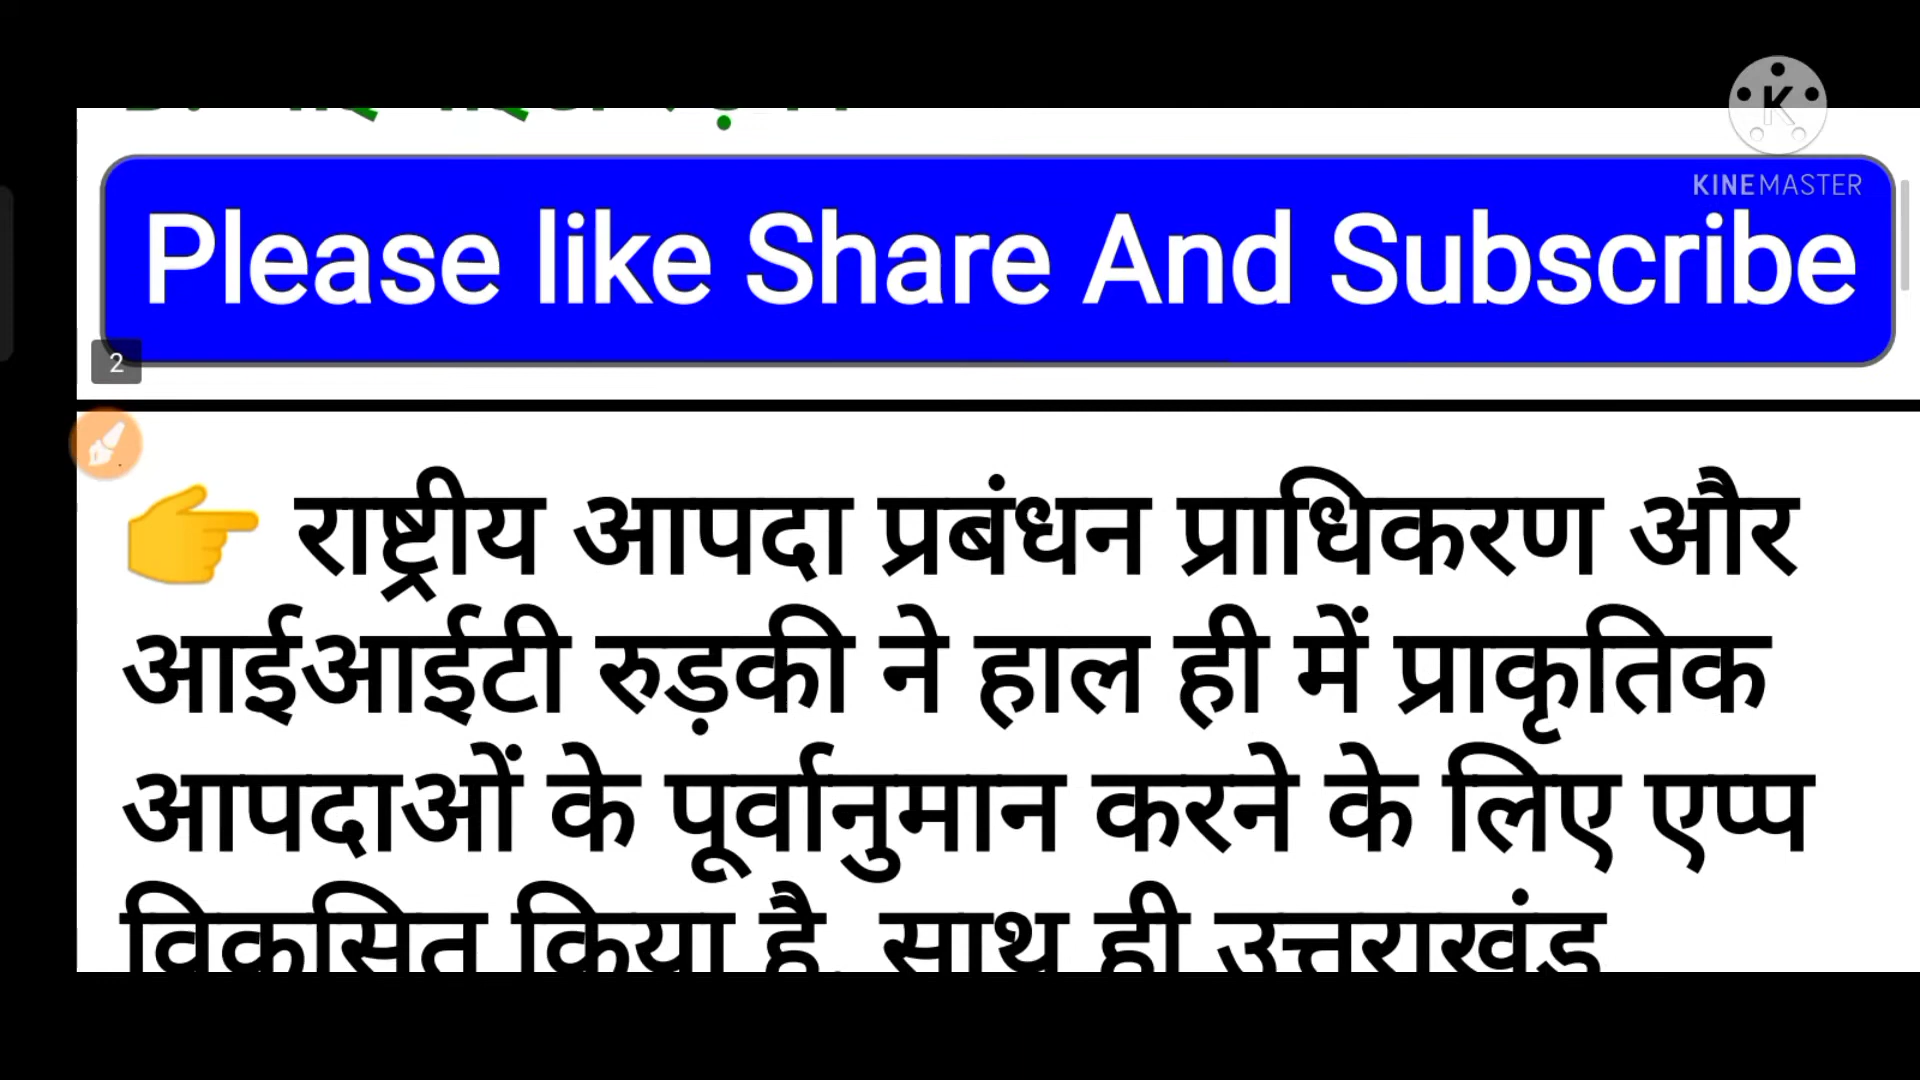 KINEMASTER
Please like Share And Subscribe
2
राष्ट्रीय आपदा प्रबंधन प्राधिकरण और
आईआईटी रुड़की ने हाल ही में प्राकृतिक
आपदाओं के पूर्वानुमान करने के लिए एप्प
विकसित किया है. साथ ही उत्तराखंड